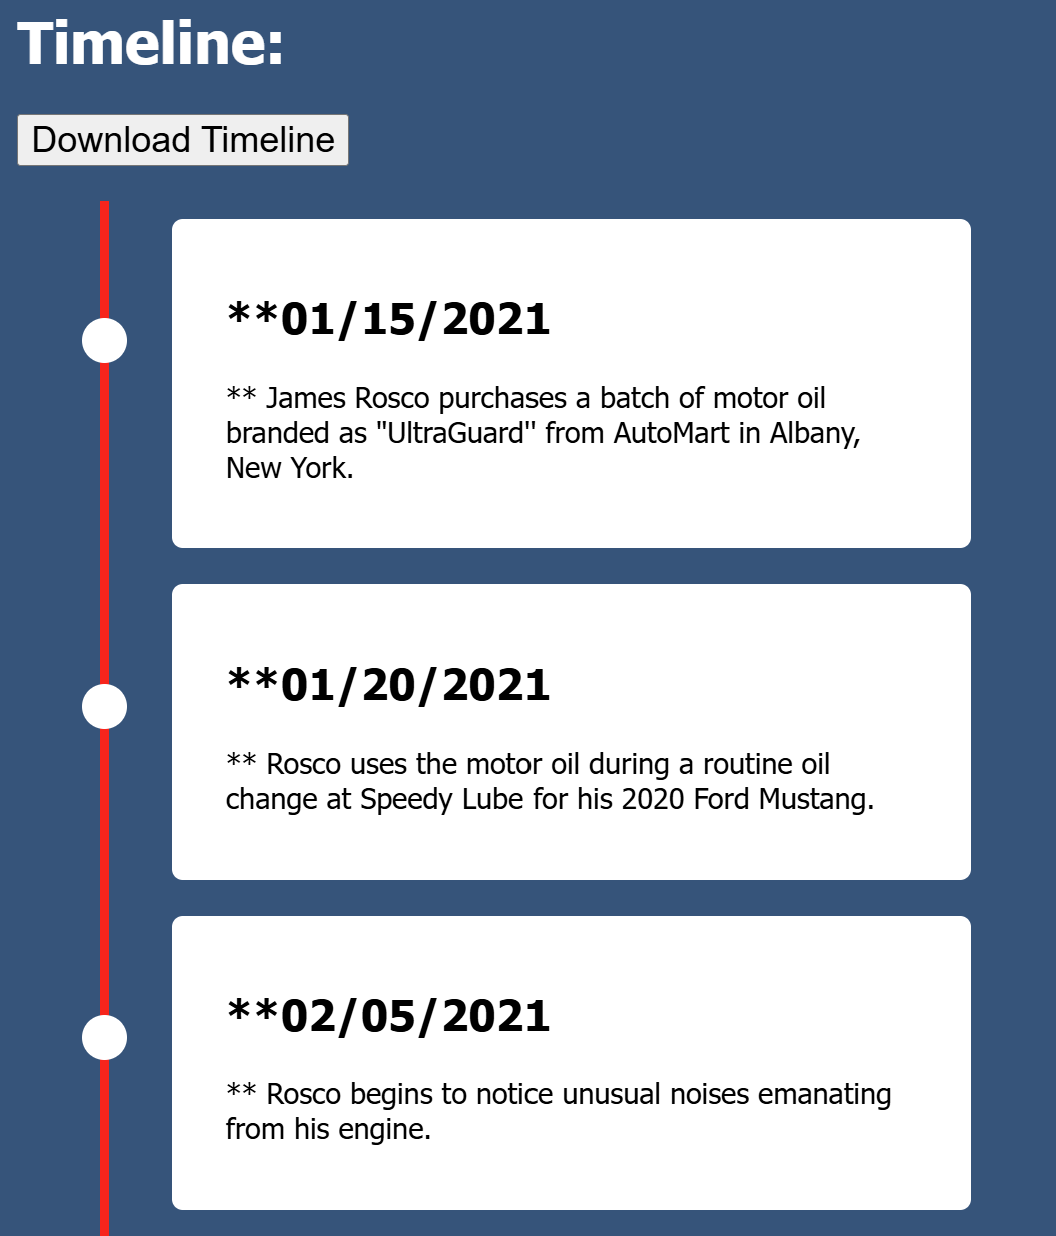 Timeline:
Download Timeline
**01/15/2021
** James Rosco purchases a batch of motor oil
branded as "UltraGuard" from AutoMart in Albany,
New York.
**01/20/2021
** Rosco uses the motor oil during a routine oil
change at Speedy Lube for his 2020 Ford Mustang.
**02/05/2021
** Rosco begins to notice unusual noises emanating
from his engine.